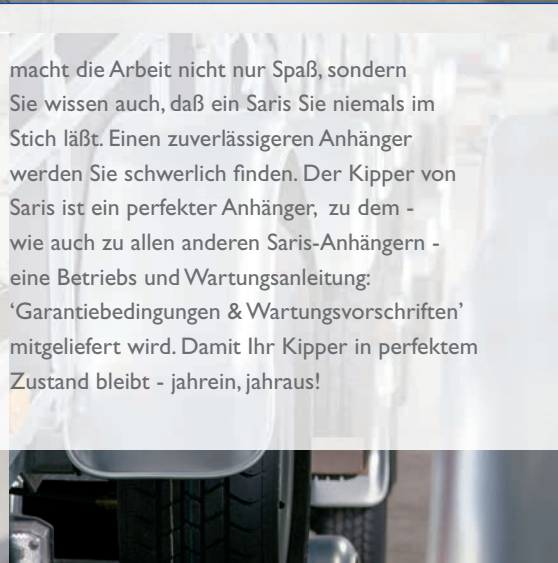 macht die Arbeit nicht nur Spaß, sondern
Sie wissen auch, daß ein Saris Sie niemals im
Stich läßt. Einen zuverlässigeren Anhänger
werden Sie schwerlich finden. Der Kipper von
Saris ist ein perfekter Anhänger, zu dem -
wie auch zu allen anderen Saris-Anhängern -
eine Betriebs und Wartungsanleitung:
‘Garantiebedingungen & Wartungsvorschriften’
mitgeliefert wird. Damit Ihr Kipper in perfektem
Zustand bleibt - jahrein, jahraus!